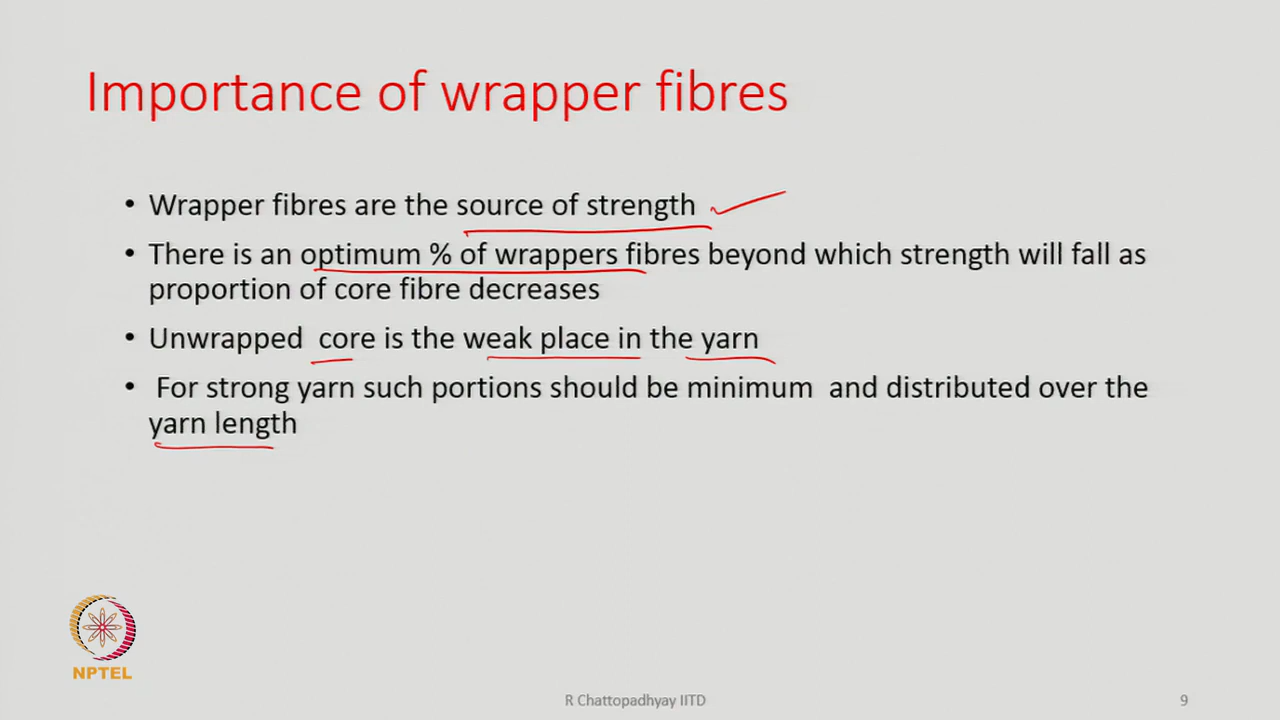 Importance of wrapper fibres
• Wrapper fibres are the source of strength
• There is an optimum % of wrappers fibres beyond which strength will fall as
proportion of core fibre decreases
• Unwrapped core is the weak place in the yarn
• For strong yarn such portions should be minimum and distributed over the
yarn length
NPTEL
R Chattopadhyay IITD
9